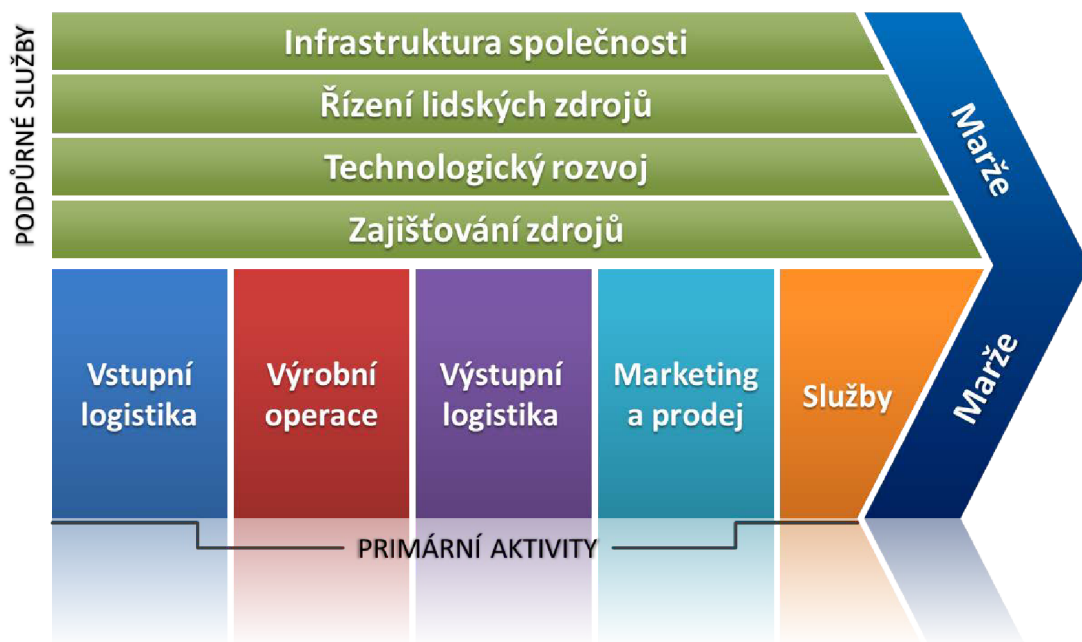 PODPŮRNÉ SLUŽBY
Infrastruktura společnosti
Řízení lidských zdrojů
Technologický rozvoj
Zajišťování zdrojů
Marže
Vstupní
logistika
Výrobní
operace
Výstupní
logistika
Marketing
a prodej
Služby
Marže
PRIMÁRNÍ AKTIVITY